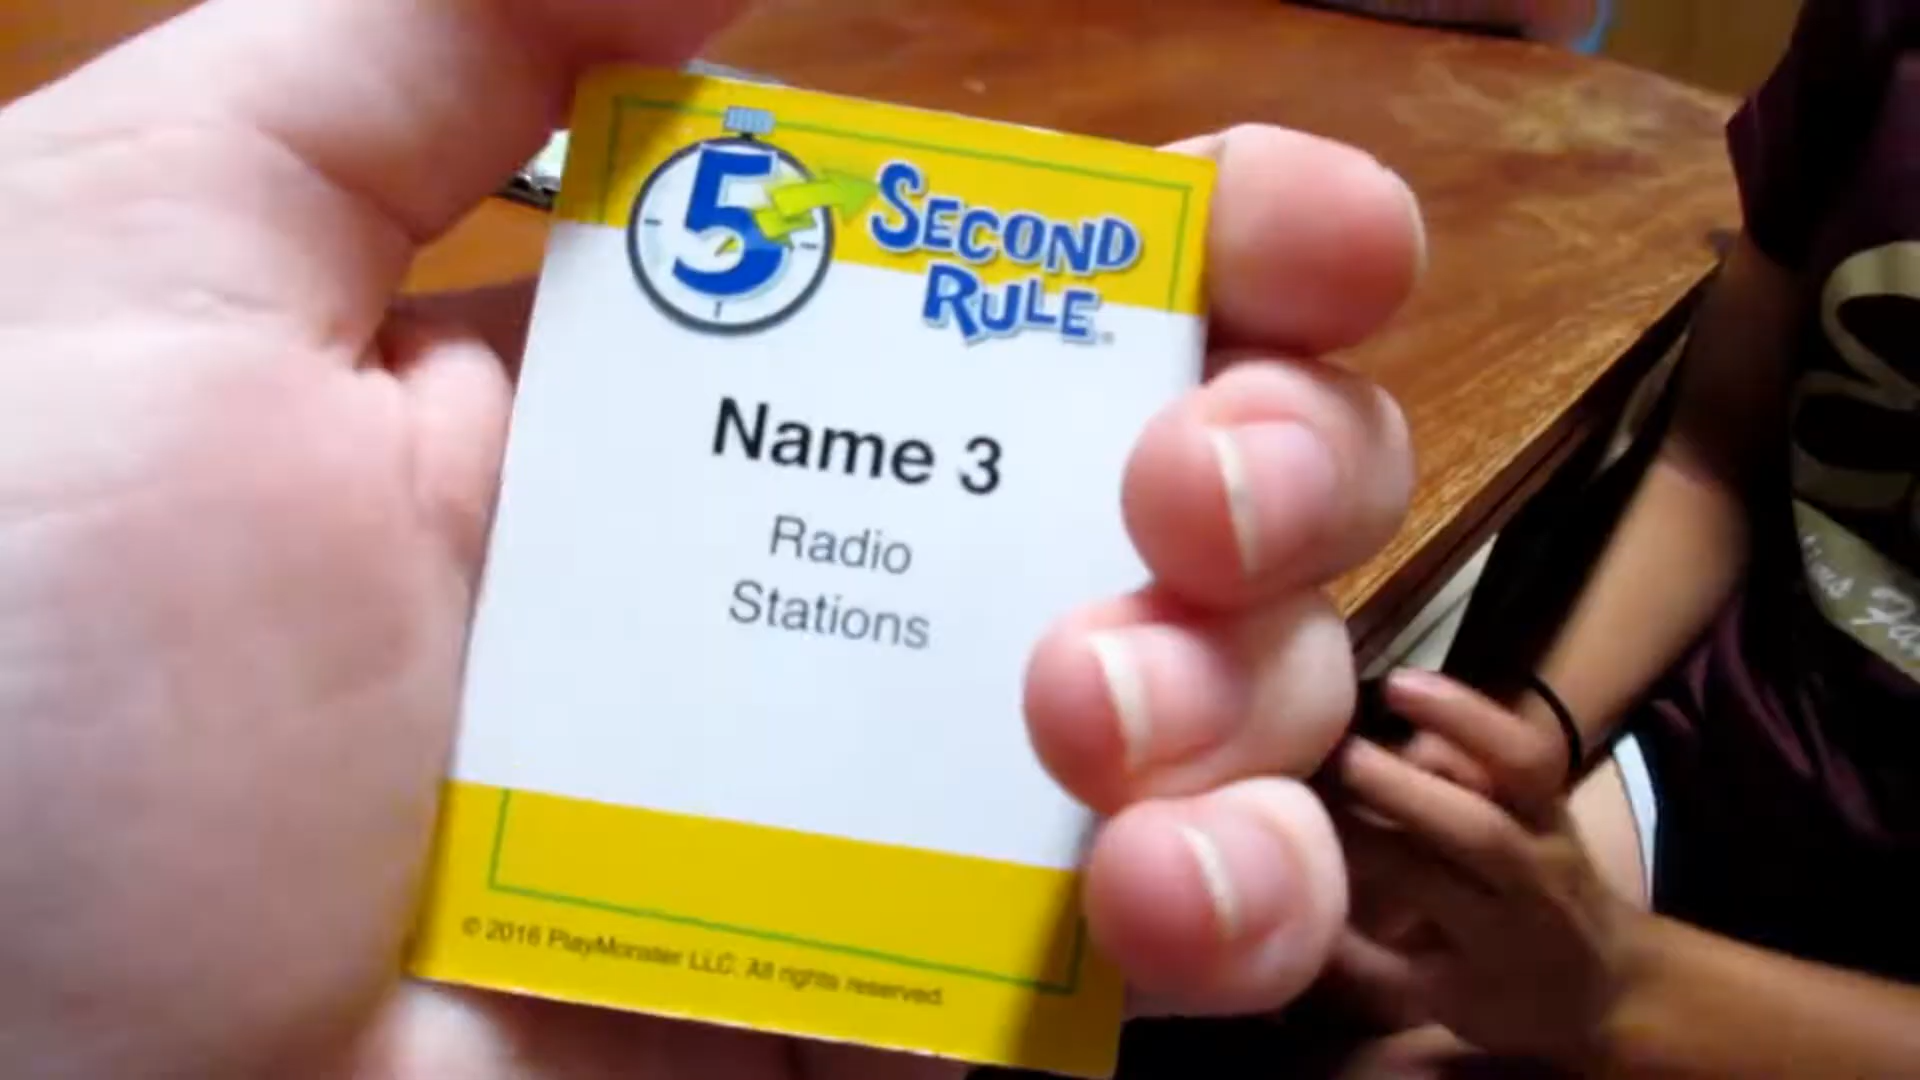 5 SECOND
RULE
Name 3
Radio
Stations
© 2016 PlayMonster LLC. All rights reserved.